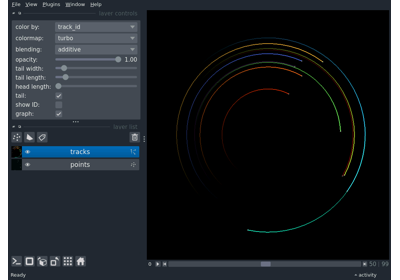 File View Plugins Window Help
layer controls
color by: track_id
colormap: turbo
blending: additive
opacity: 1.00
tail width:
tail length:
head length:
tail:
show ID:
graph:
layer list
tracks
points
50 99
Ready
activity